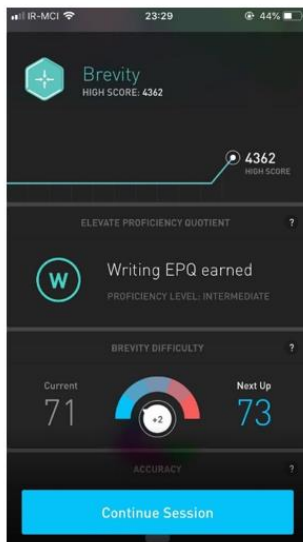 IR-MCI 23:29 44%
Brevity
HIGH SCORE: 4362
4362
HIGH SCORE
ELEVATE PROFICIENCY QUOTIENT ?
W
Writing EPQ earned
PROFICIENCY LEVEL: INTERMEDIATE
BREVITY DIFFICULTY ?
Current Next Up
71 +2 73
ACCURACY ?
Continue Session